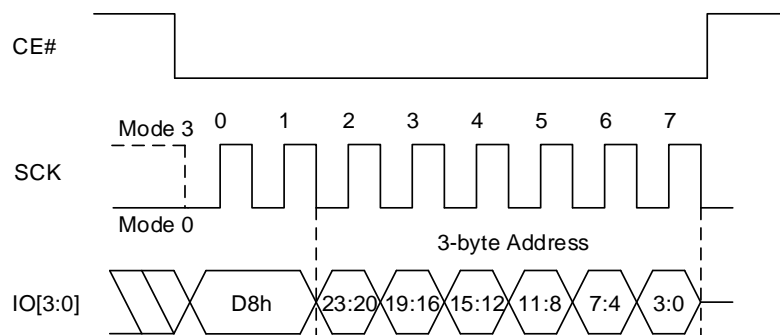 CE#
Mode 3 0 1 2 3 4 5 6 7
SCK
Mode 0
3-byte Address
IO[3:0] D8h 23:20 19:16 15:12 11:8 7:4 3:0